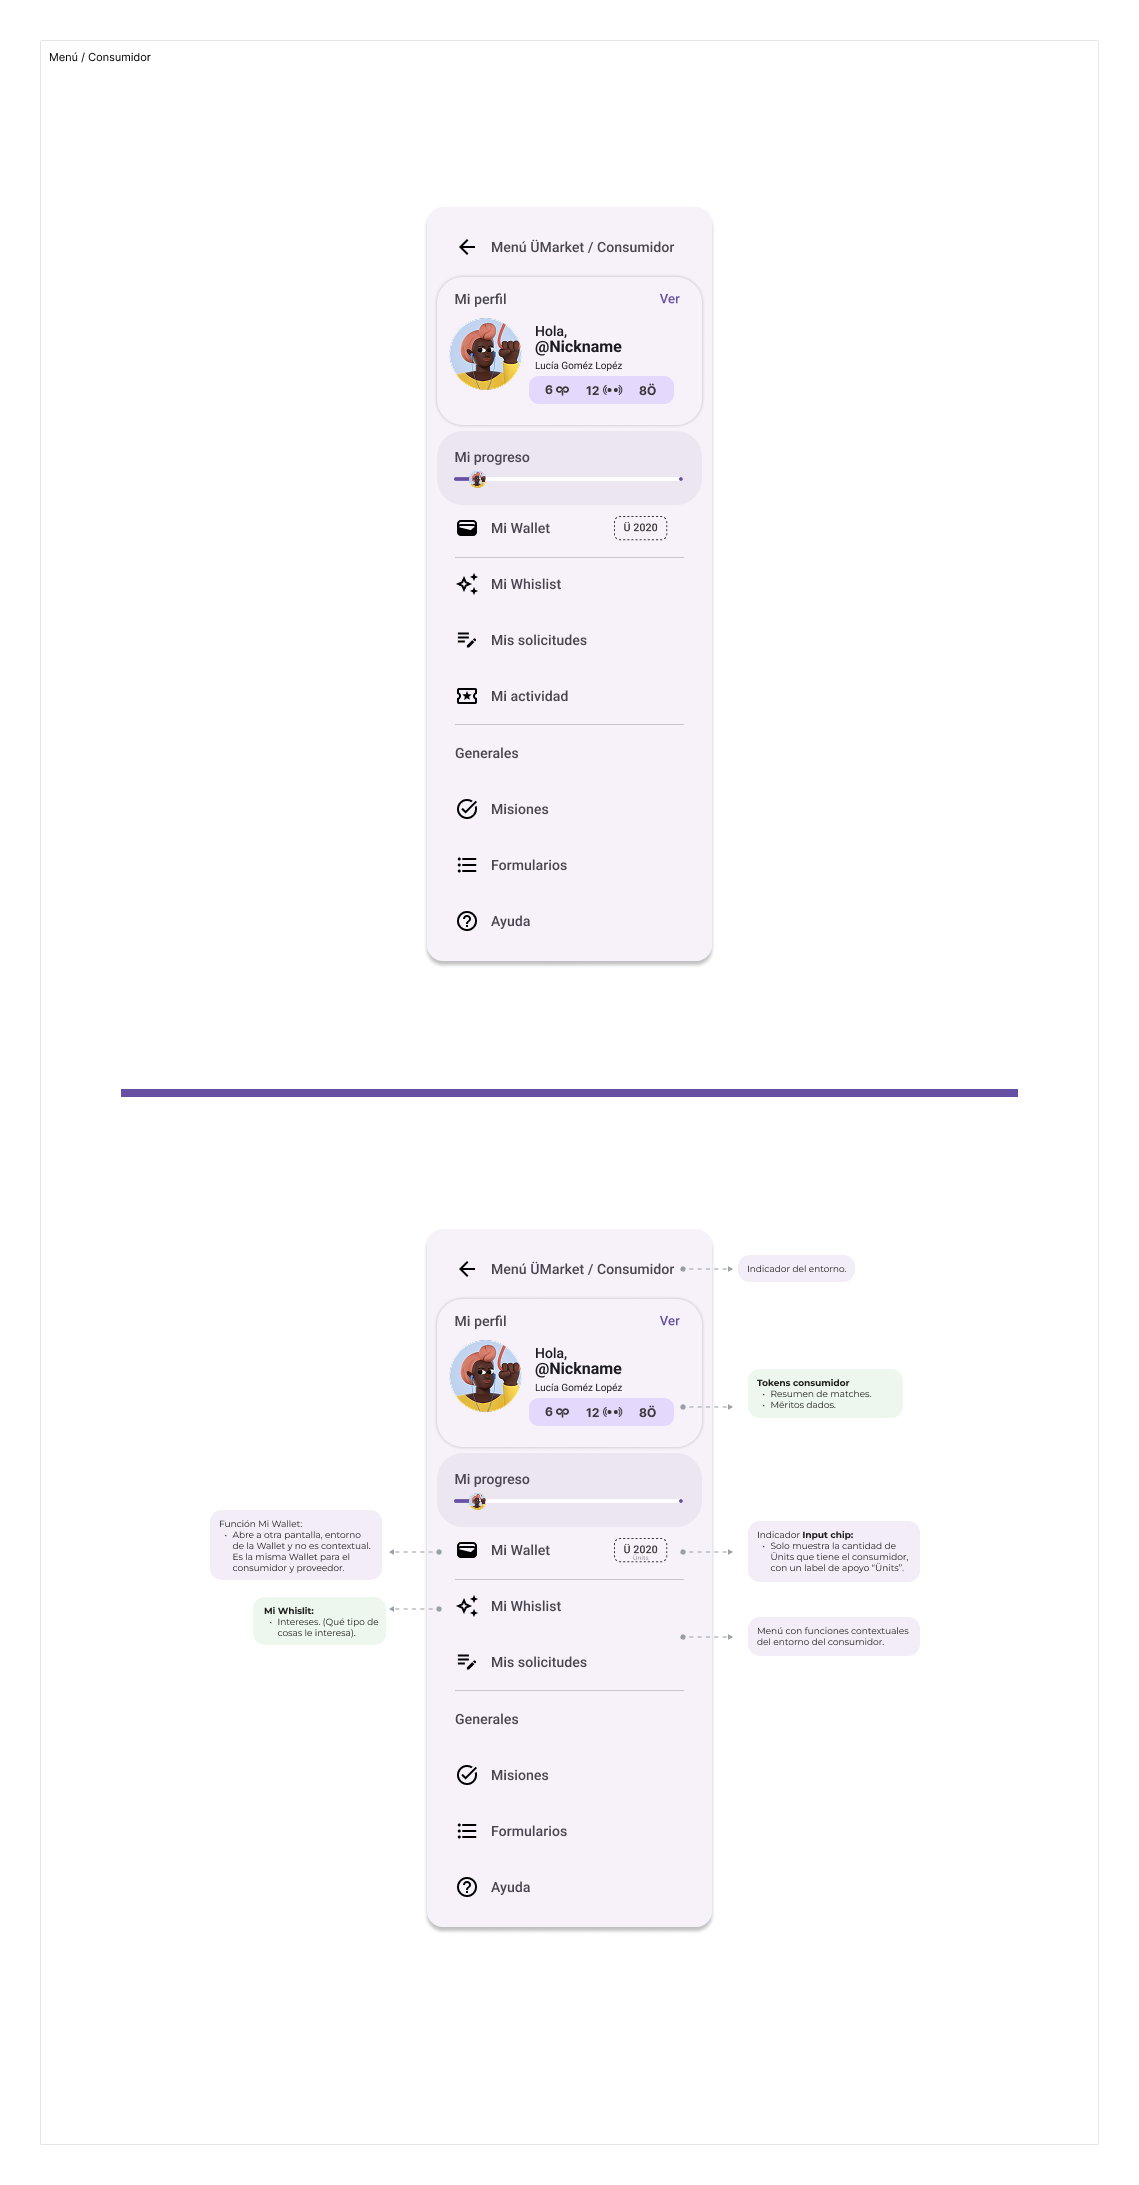 Menú / Consumidor
Menú ÜMarket / Consumidor
Mi perfil
Ver
Hola,
@Nickname
Lucía Goméz Lopéz
6 12 8Ö
Mi progreso
Mi Wallet
Ü 2020
Mi Whislist
Mis solicitudes
Mi actividad
Generales
Misiones
Formularios
Ayuda
Menú ÜMarket / Consumidor
Indicador del entorno.
Mi perfil
Ver
Hola,
@Nickname
Lucía Goméz Lopéz
6 12 8Ö
Tokens consumidor
• Resumen de matches.
• Méritos dados.
Mi progreso
Función Mi Wallet:
• Abre a otra pantalla, entorno
de la Wallet y no es contextual.
Es la misma Wallet para el
consumidor y proveedor.
Mi Wallet
Ü 2020
Units
Indicador Input chip:
• Solo muestra la cantidad de
Ünits que tiene el consumidor,
con un label de apoyo "Ünits".
Mi Whislit:
• Intereses. (Qué tipo de
cosas le interesa).
Mi Whislist
Menú con funciones contextuales
del entorno del consumidor.
Mis solicitudes
Generales
Misiones
Formularios
Ayuda